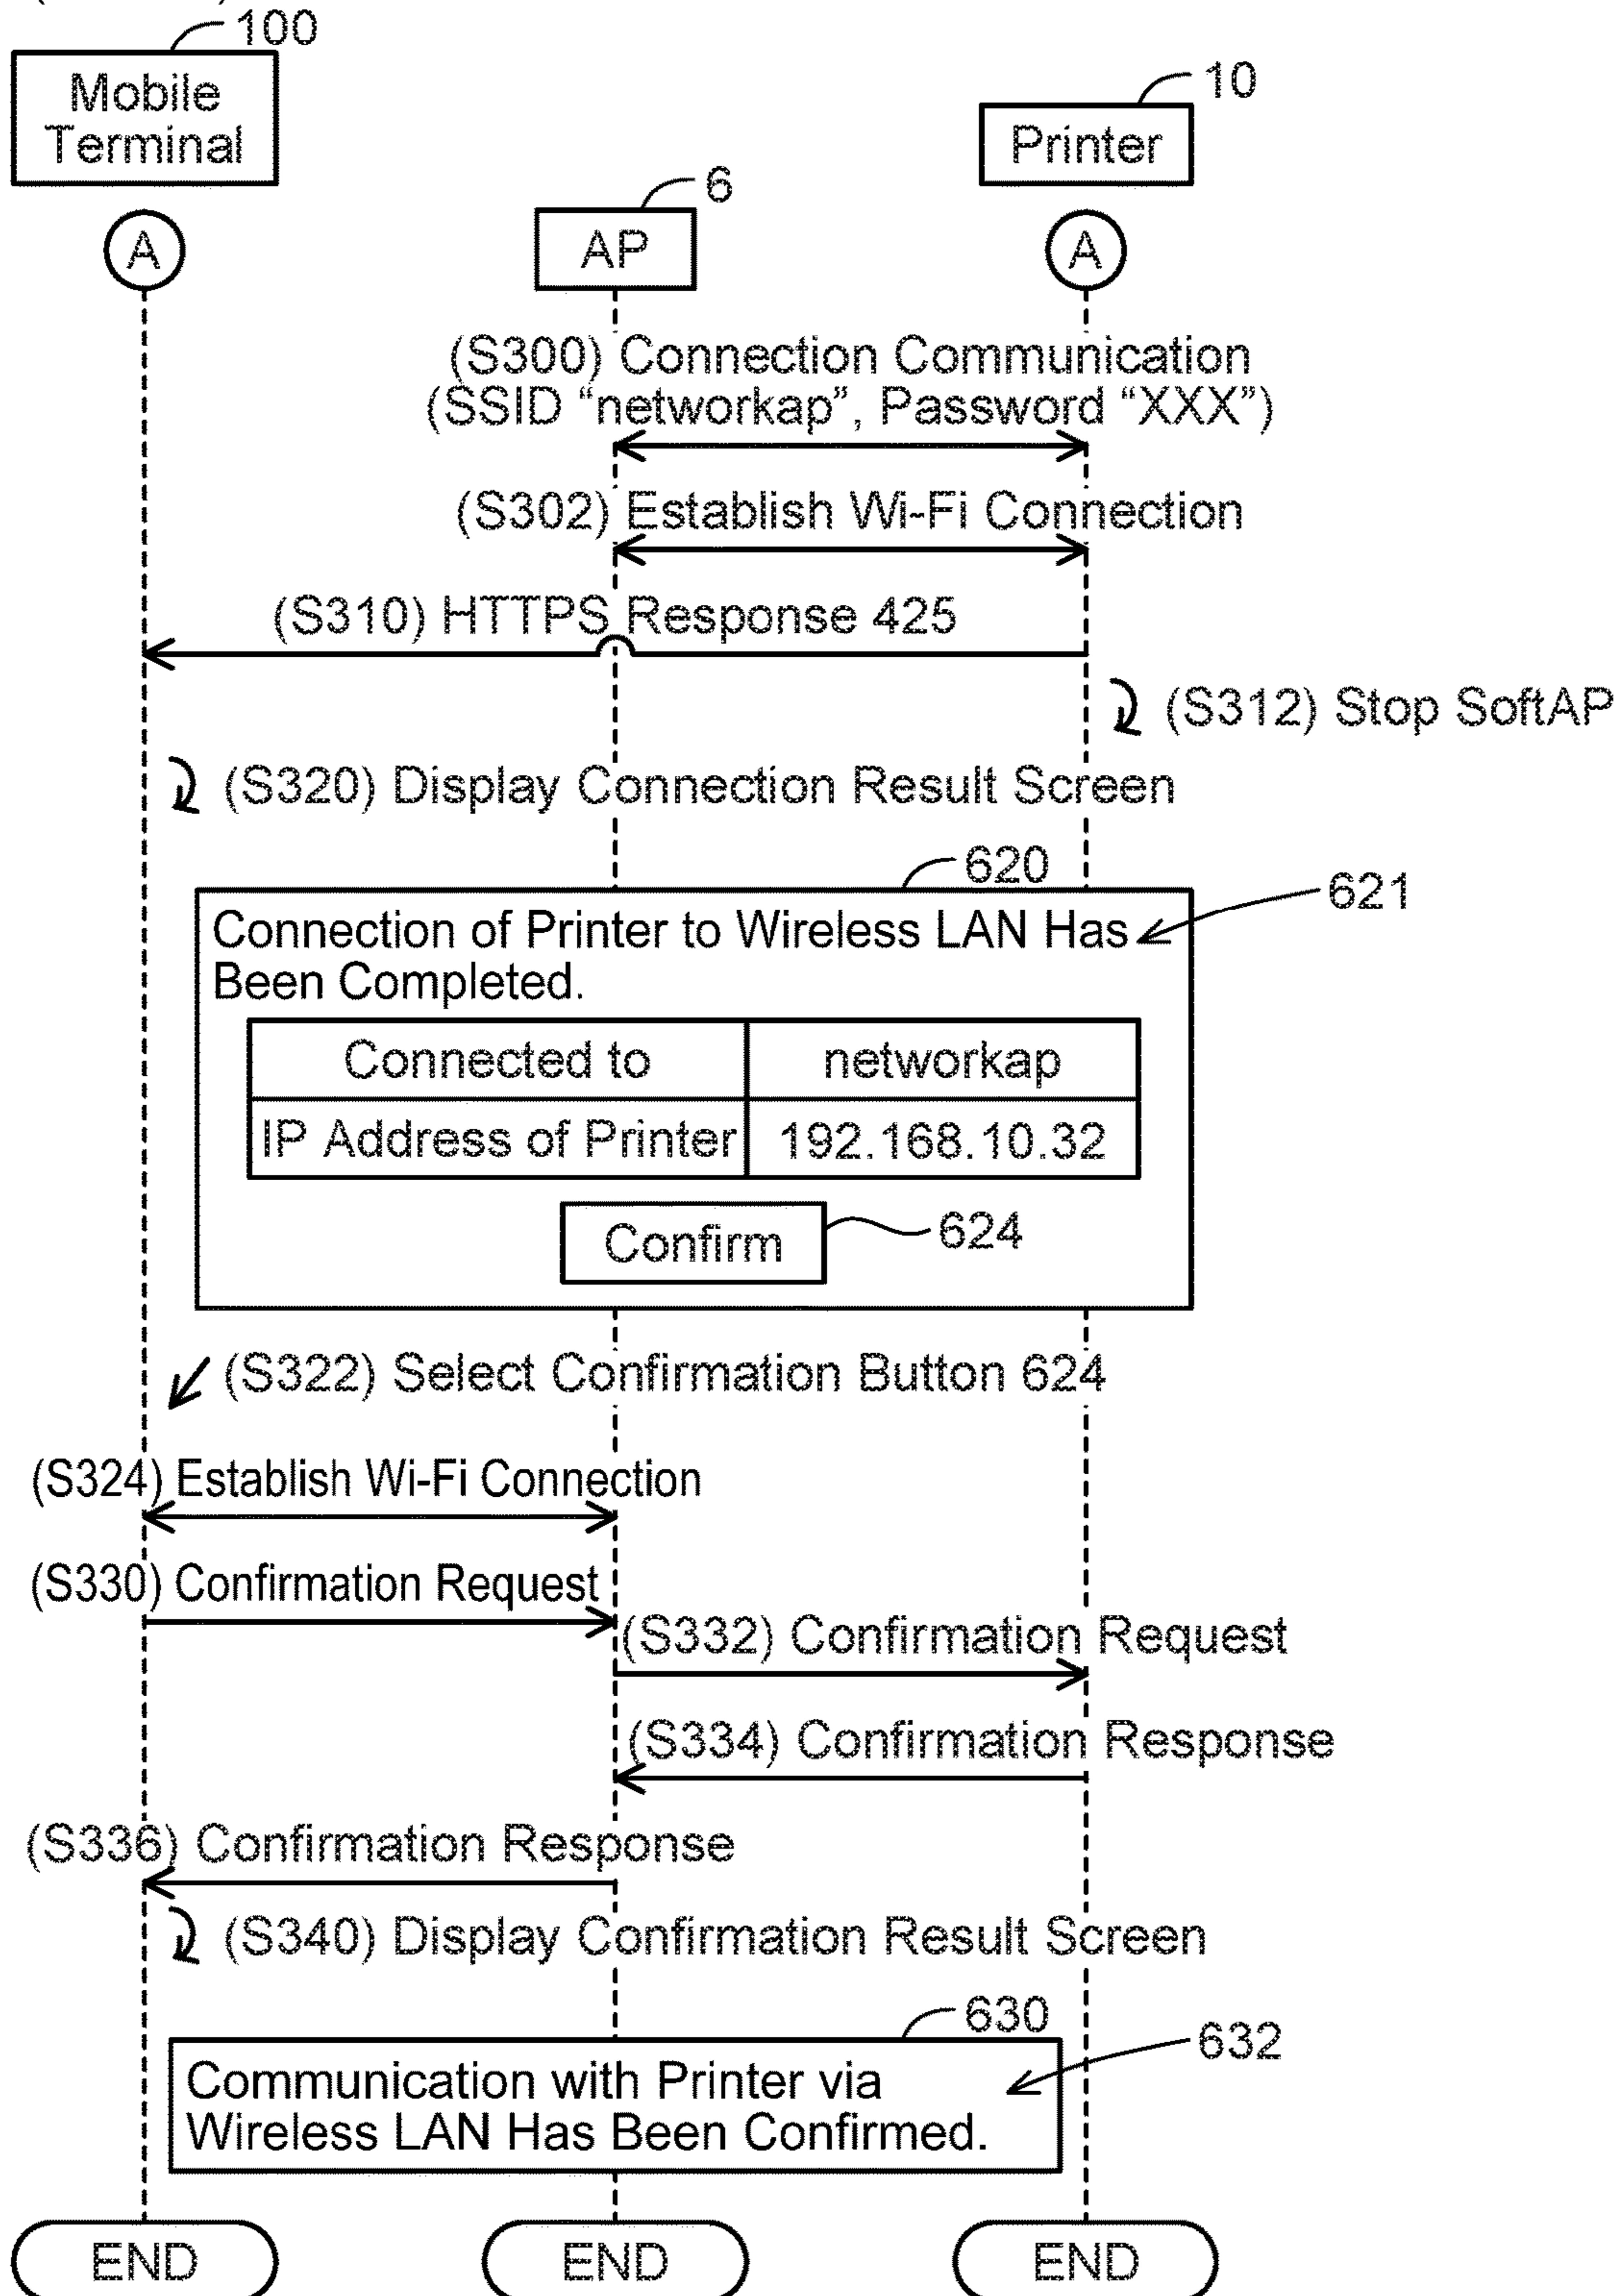 100
Mobile
Terminal
10
Printer
6
AP
A
A
(S300) Connection Communication
(SSID “networkap”, Password “XXX”)
(S302) Establish Wi-Fi Connection
(S310) HTTPS Response 425
(S312) Stop SoftAP
(S320) Display Connection Result Screen
620
621
Connection of Printer to Wireless LAN Has
Been Completed.
Connected to networkap
IP Address of Printer 192.168.10.32
Confirm
624
(S322) Select Confirmation Button 624
(S324) Establish Wi-Fi Connection
(S330) Confirmation Request
(S332) Confirmation Request
(S334) Confirmation Response
(S336) Confirmation Response
(S340) Display Confirmation Result Screen
630
632
Communication with Printer via
Wireless LAN Has Been Confirmed.
END
END
END